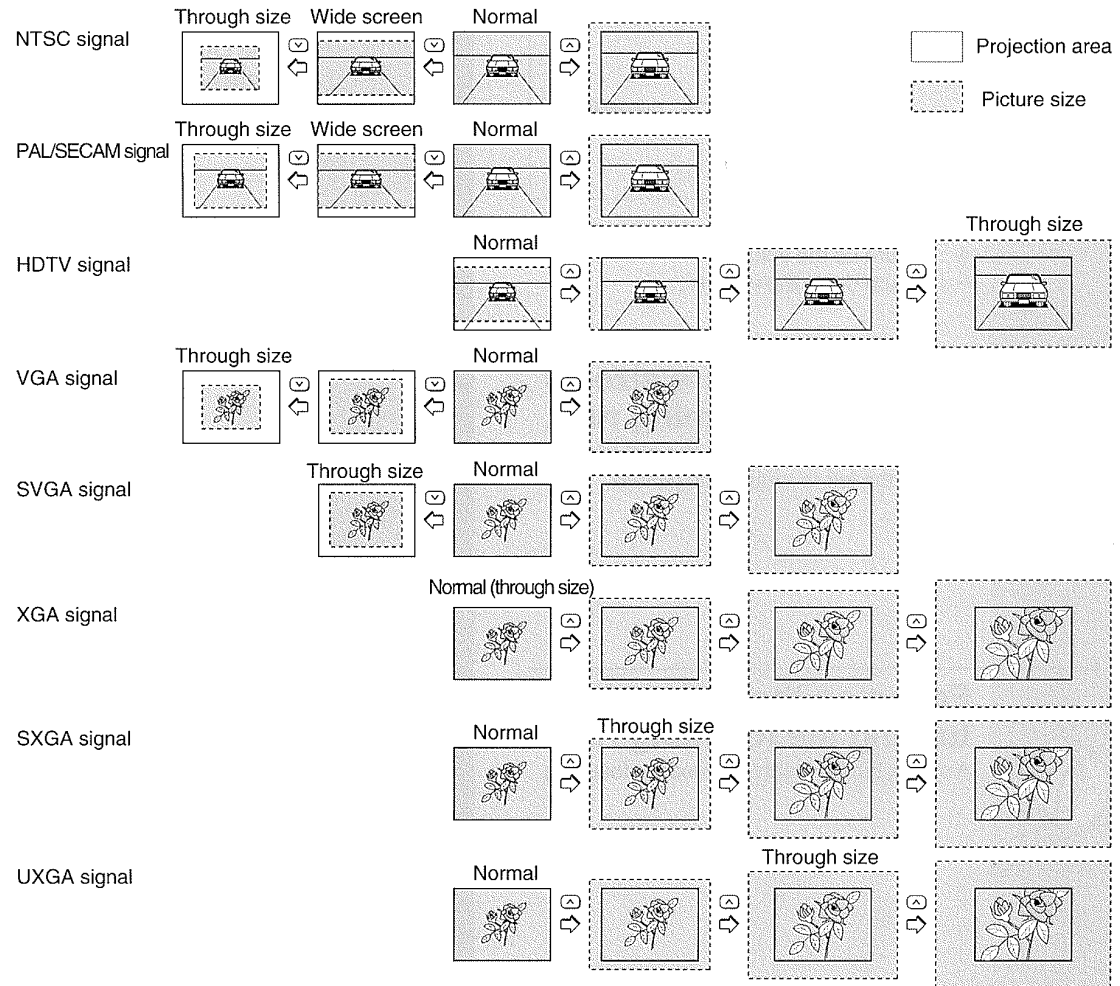 Through size Wide screen Normal
NTSC signal
Projection area
Picture size
Through size Wide screen Normal
PAL/SECAM signal
Through size
Normal
HDTV signal
Through size Normal
VGA signal
Through size Normal
SVGA signal
Normal (through size)
XGA signal
Normal Through size
SXGA signal
Through size
Normal
UXGA signal